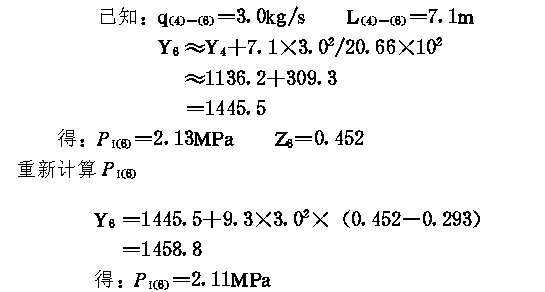 已知：q(4)-(6)=3.0kg/s L(4)-(6)=7.1m
Y6≈Y4+7.1×3.0²/20.66×10²
≈1136.2+309.3
=1445.5
得：PI(6)=2.13MPa Z6=0.452
重新计算PI(6)
Y6=1445.5+9.3×3.0²×（0.452-0.293）
=1458.8
得：PI(6)=2.11MPa